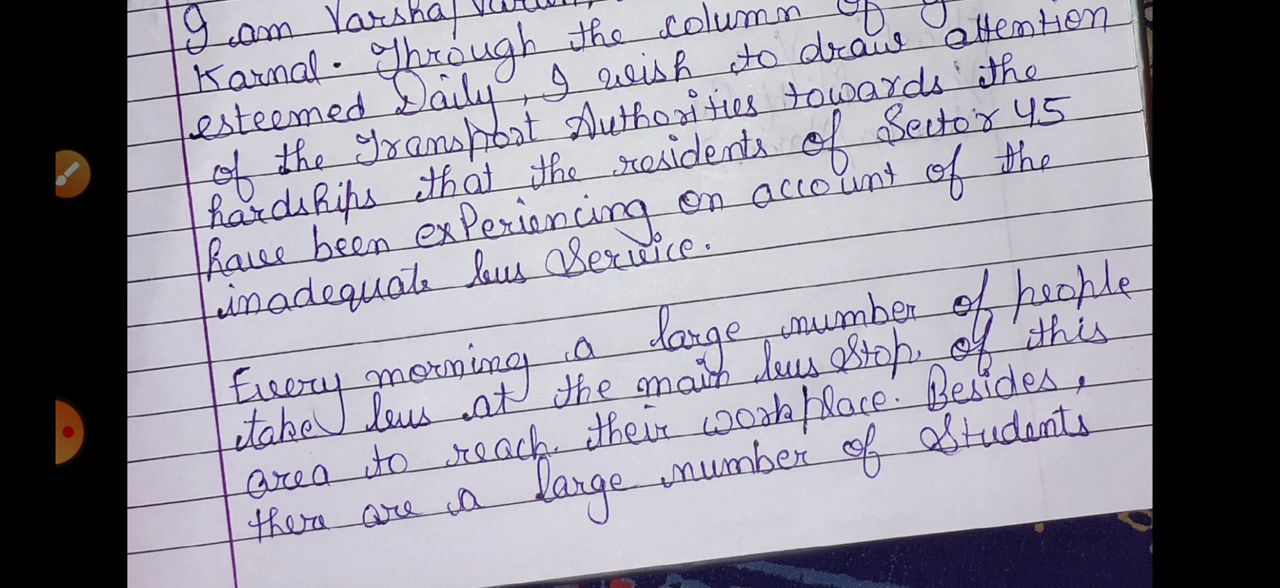 I am Varsha/Varun,
Karnal. Through the column of
esteemed Daily, I wish to draw attention
of the Transport Authorities towards the
hardships that the residents of Sector 45
have been experiencing on account of the
inadequate bus Service.
Every morning a large number of people
take bus at the main bus Stop of this
area to reach their workplace. Besides,
there are a large number of Students